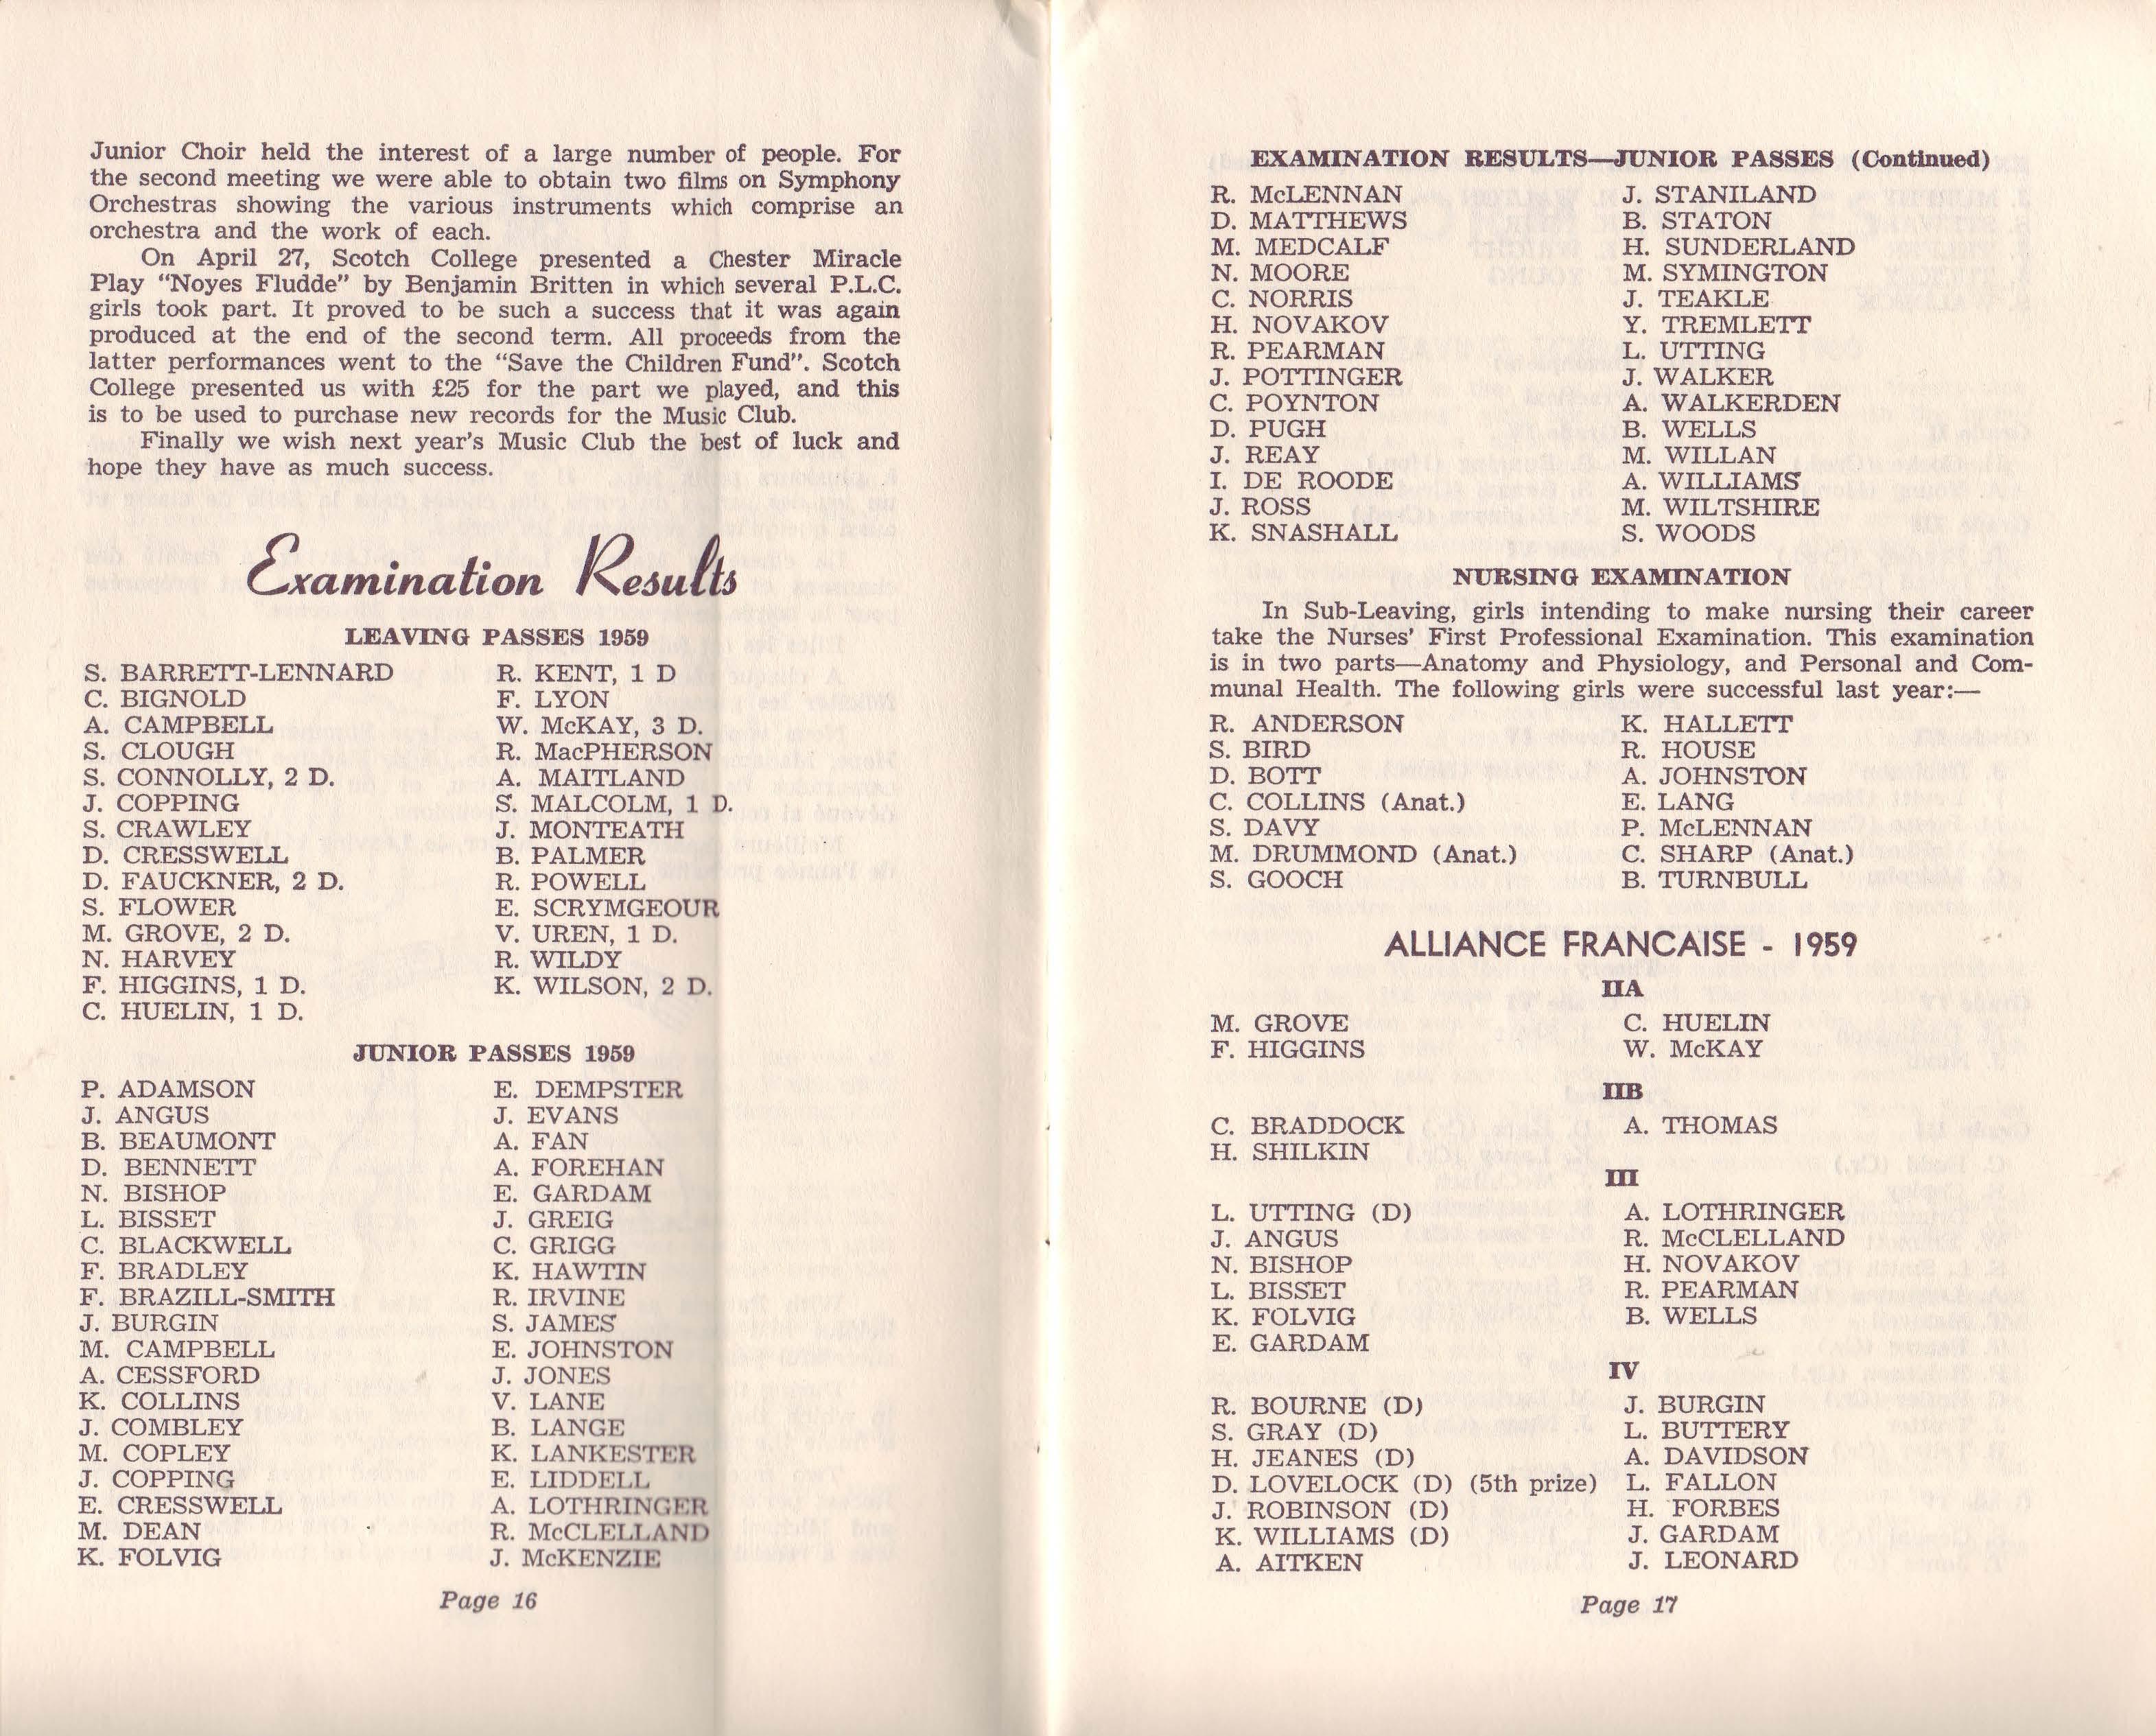 Junior Choir held the interest of a large number of people. For
the second meeting we were able to obtain two films on Symphony
Orchestras showing the various instruments which comprise an
orchestra and the work of each.
On April 27, Scotch College presented a Chester Miracle
Play “Noyes Fludde” by Benjamin Britten in which several P.L.C.
girls took part. It proved to be such a success that it was again
produced at the end of the second term. All proceeds from the
latter performances went to the “Save the Children Fund”. Scotch
College presented us with £25 for the part we played, and this
is to be used to purchase new records for the Music Club.
Finally we wish next year’s Music Club the best of luck and
hope they have as much success.
Examination Results
LEAVING PASSES 1959
S. BARRETT-LENNARD
C. BIGNOLD
A. CAMPBELL
S. CLOUGH
S. CONNOLLY, 2 D.
J. COPPING
S. CRAWLEY
D. CRESSWELL
D. FAUCKNER, 2 D.
S. FLOWER
M. GROVE, 2 D.
N. HARVEY
F. HIGGINS, 1 D.
C. HUELIN, 1 D.
R. KENT, 1 D
F. LYON
W. McKAY, 3 D.
R. MacPHERSON
A. MAITLAND
S. MALCOLM, 1 D.
J. MONTEATH
B. PALMER
R. POWELL
E. SCRYMGEOUR
V. UREN, 1 D.
R. WILDY
K. WILSON, 2 D.
JUNIOR PASSES 1959
P. ADAMSON
J. ANGUS
B. BEAUMONT
D. BENNETT
N. BISHOP
L. BISSET
C. BLACKWELL
F. BRADLEY
F. BRAZILL-SMITH
J. BURGIN
M. CAMPBELL
A. CESSFORD
K. COLLINS
J. COMBLEY
M. COPLEY
J. COPPING
E. CRESSWELL
M. DEAN
K. FOLVIG
E. DEMPSTER
J. EVANS
A. FAN
A. FOREHAN
E. GARDAM
J. GREIG
C. GRIGG
K. HAWTIN
R. IRVINE
S. JAMES
E. JOHNSTON
J. JONES
V. LANE
B. LANGE
K. LANKESTER
E. LIDDELL
A. LOTHRINGER
R. McCLELLAND
J. McKENZIE
Page 16
EXAMINATION RESULTS—JUNIOR PASSES (Continued)
R. McLENNAN
D. MATTHEWS
M. MEDCALF
N. MOORE
C. NORRIS
H. NOVAKOV
R. PEARMAN
J. POTTINGER
C. POYNTON
D. PUGH
J. REAY
I. DE ROODE
J. ROSS
K. SNASHALL
J. STANILAND
B. STATON
H. SUNDERLAND
M. SYMINGTON
J. TEAKLE
Y. TREMLETT
L. UTTING
J. WALKER
A. WALKERDEN
B. WELLS
M. WILLAN
A. WILLIAMS
M. WILTSHIRE
S. WOODS
NURSING EXAMINATION
In Sub-Leaving, girls intending to make nursing their career
take the Nurses’ First Professional Examination. This examination
is in two parts—Anatomy and Physiology, and Personal and Com-
munal Health. The following girls were successful last year:—
R. ANDERSON
S. BIRD
D. BOTT
C. COLLINS (Anat.)
S. DAVY
M. DRUMMOND (Anat.)
S. GOOCH
K. HALLETT
R. HOUSE
A. JOHNSTON
E. LANG
P. McLENNAN
C. SHARP (Anat.)
B. TURNBULL
ALLIANCE FRANCAISE - 1959
IIA
M. GROVE
F. HIGGINS
C. HUELIN
W. McKAY
IIB
C. BRADDOCK
H. SHILKIN
A. THOMAS
III
L. UTTING (D)
J. ANGUS
N. BISHOP
L. BISSET
K. FOLVIG
E. GARDAM
A. LOTHRINGER
R. McCLELLAND
H. NOVAKOV
R. PEARMAN
B. WELLS
IV
R. BOURNE (D)
S. GRAY (D)
H. JEANES (D)
D. LOVELOCK (D) (5th prize)
J. ROBINSON (D)
K. WILLIAMS (D)
A. AITKEN
J. BURGIN
L. BUTTERY
A. DAVIDSON
L. FALLON
H. FORBES
J. GARDAM
J. LEONARD
Page 17